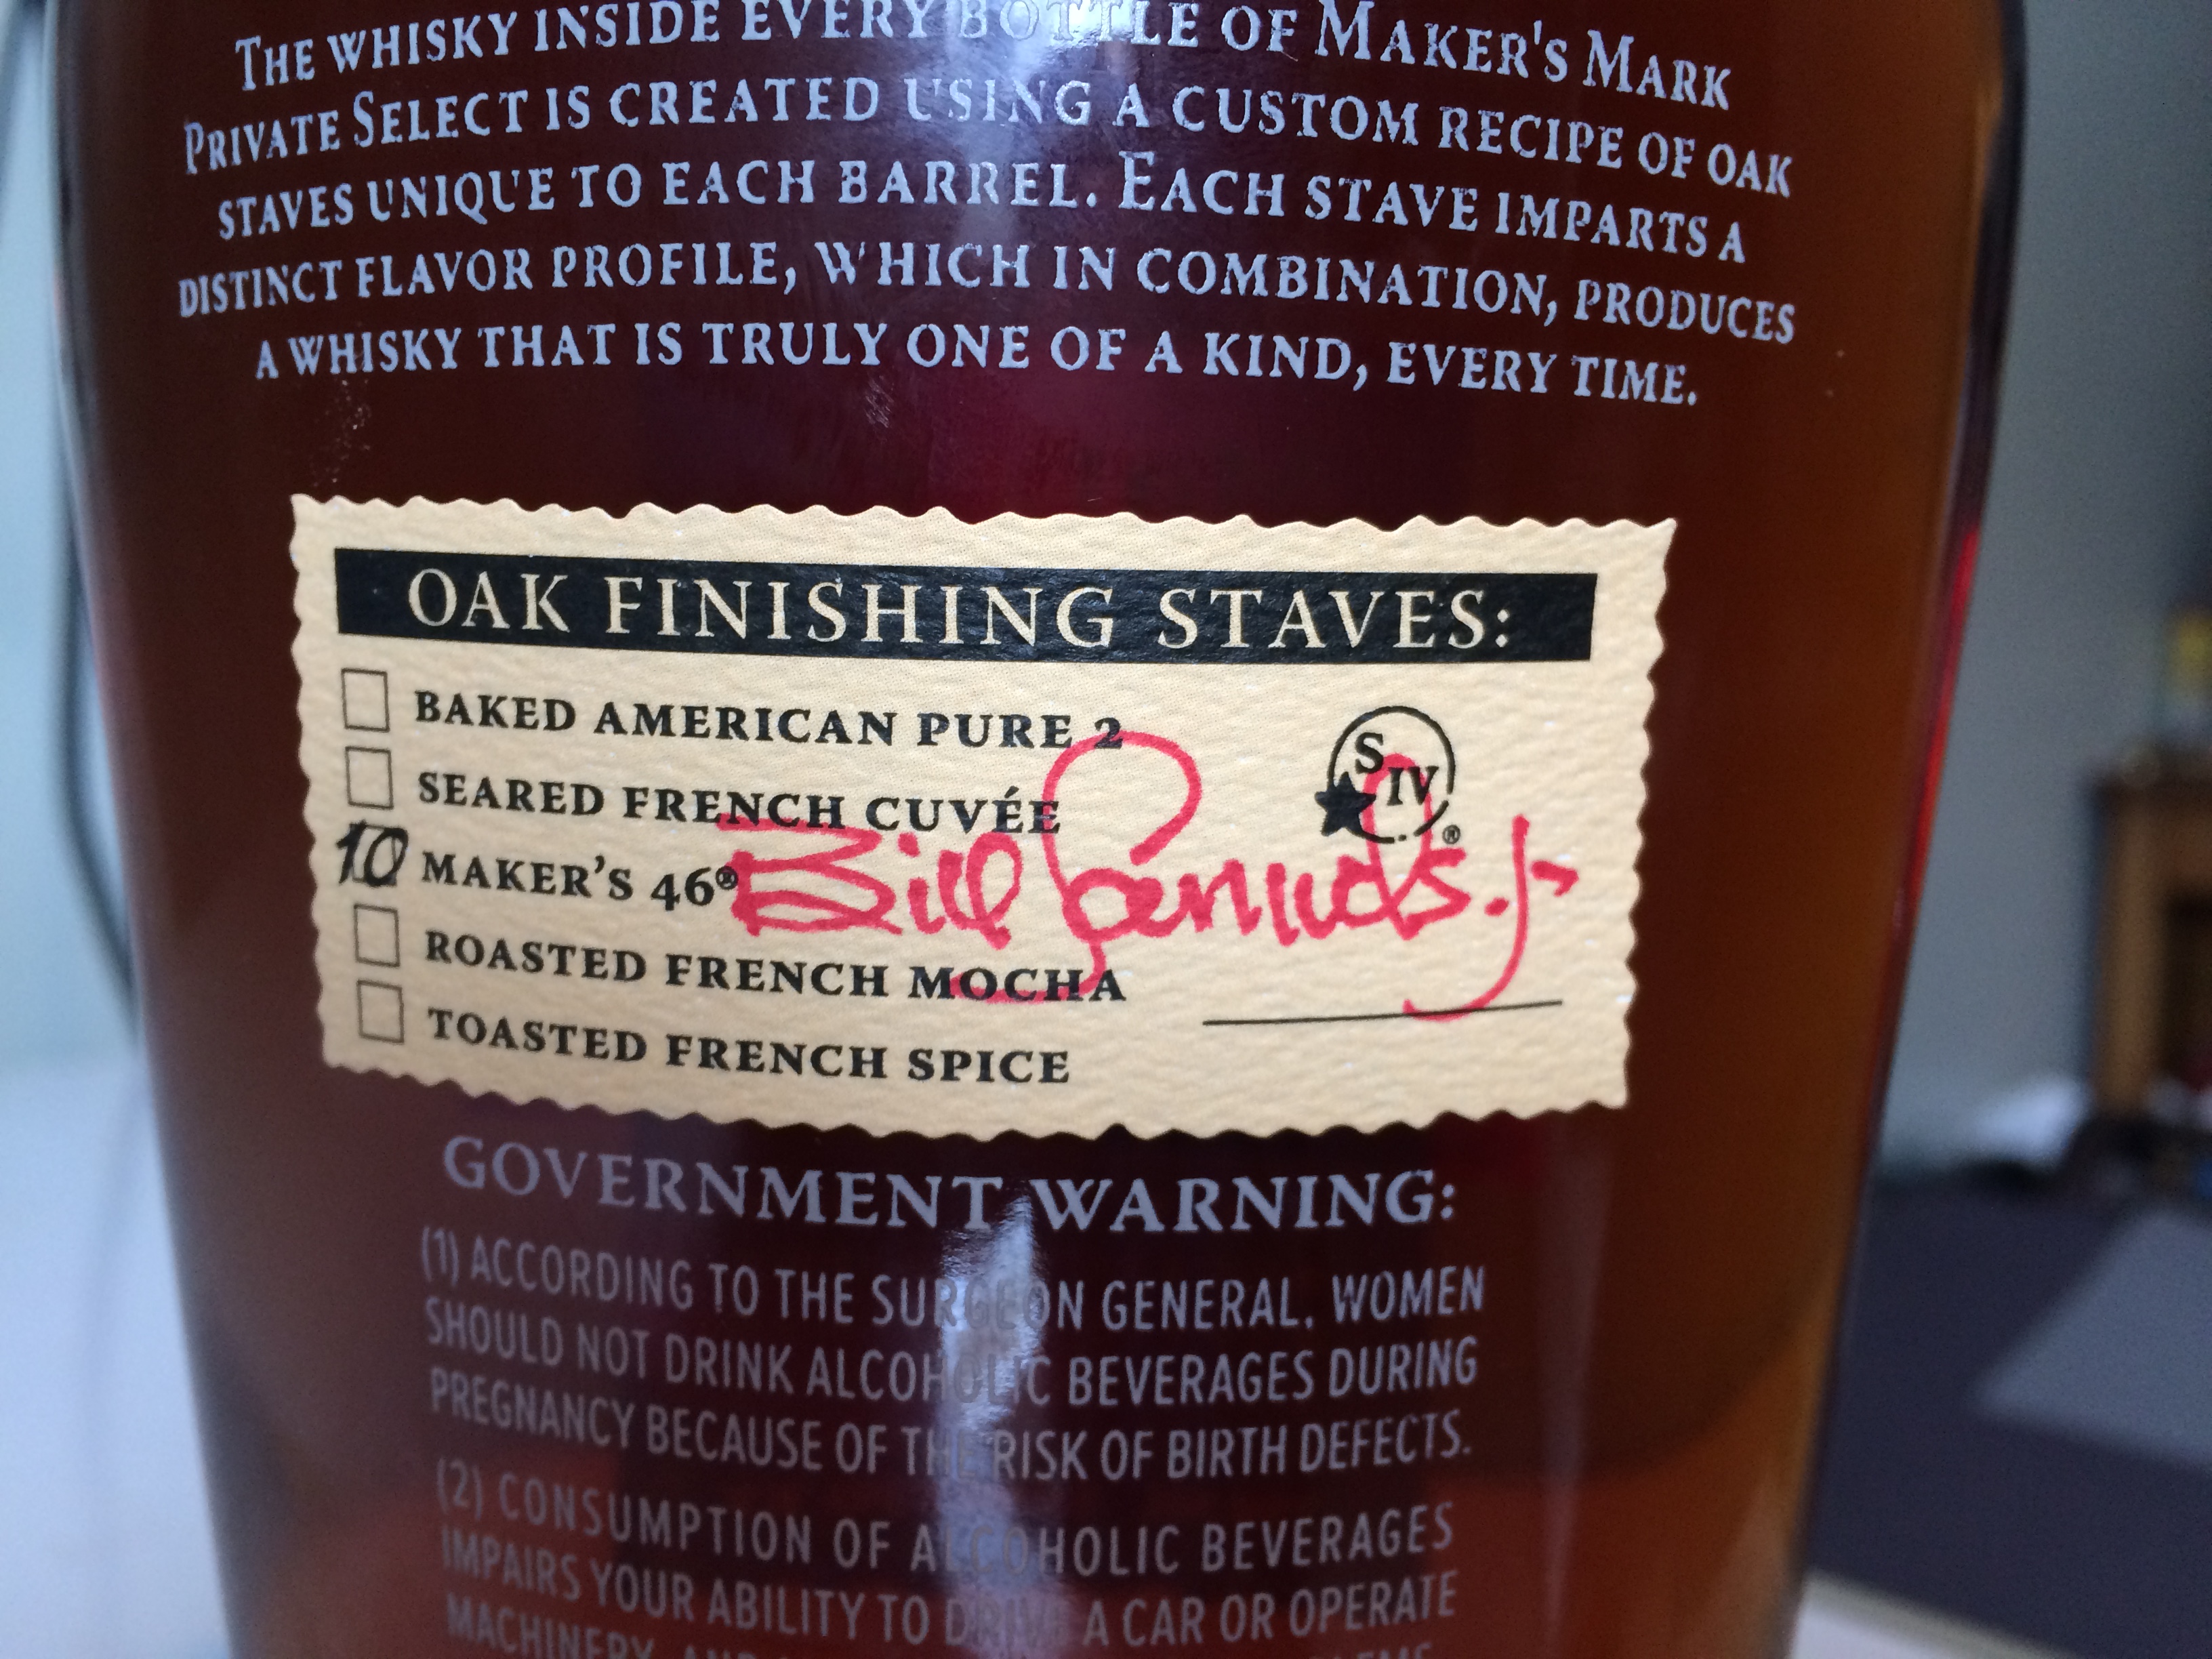 THE WHISKY INSIDE EVERY BOTTLE OF MAKER'S MARK
PRIVATE SELECT IS CREATED USING A CUSTOM RECIPE OF OAK
STAVES UNIQUE TO EACH BARREL. EACH STAVE IMPARTS A
DISTINCT FLAVOR PROFILE, WHICH IN COMBINATION, PRODUCES
A WHISKY THAT IS TRULY ONE OF A KIND, EVERY TIME.
OAK FINISHING STAVES:
BAKED AMERICAN PURE 2
SEARED FRENCH CUVÉE
10 MAKER'S 46®
ROASTED FRENCH MOCHA
TOASTED FRENCH SPICE
S IV ®
Bill Samuels Jr
GOVERNMENT WARNING:
(1) ACCORDING TO THE SURGEON GENERAL, WOMEN
SHOULD NOT DRINK ALCOHOLIC BEVERAGES DURING
PREGNANCY BECAUSE OF THE RISK OF BIRTH DEFECTS.
(2) CONSUMPTION OF ALCOHOLIC BEVERAGES
IMPAIRS YOUR ABILITY TO DRIVE A CAR OR OPERATE
MACHINERY, AND